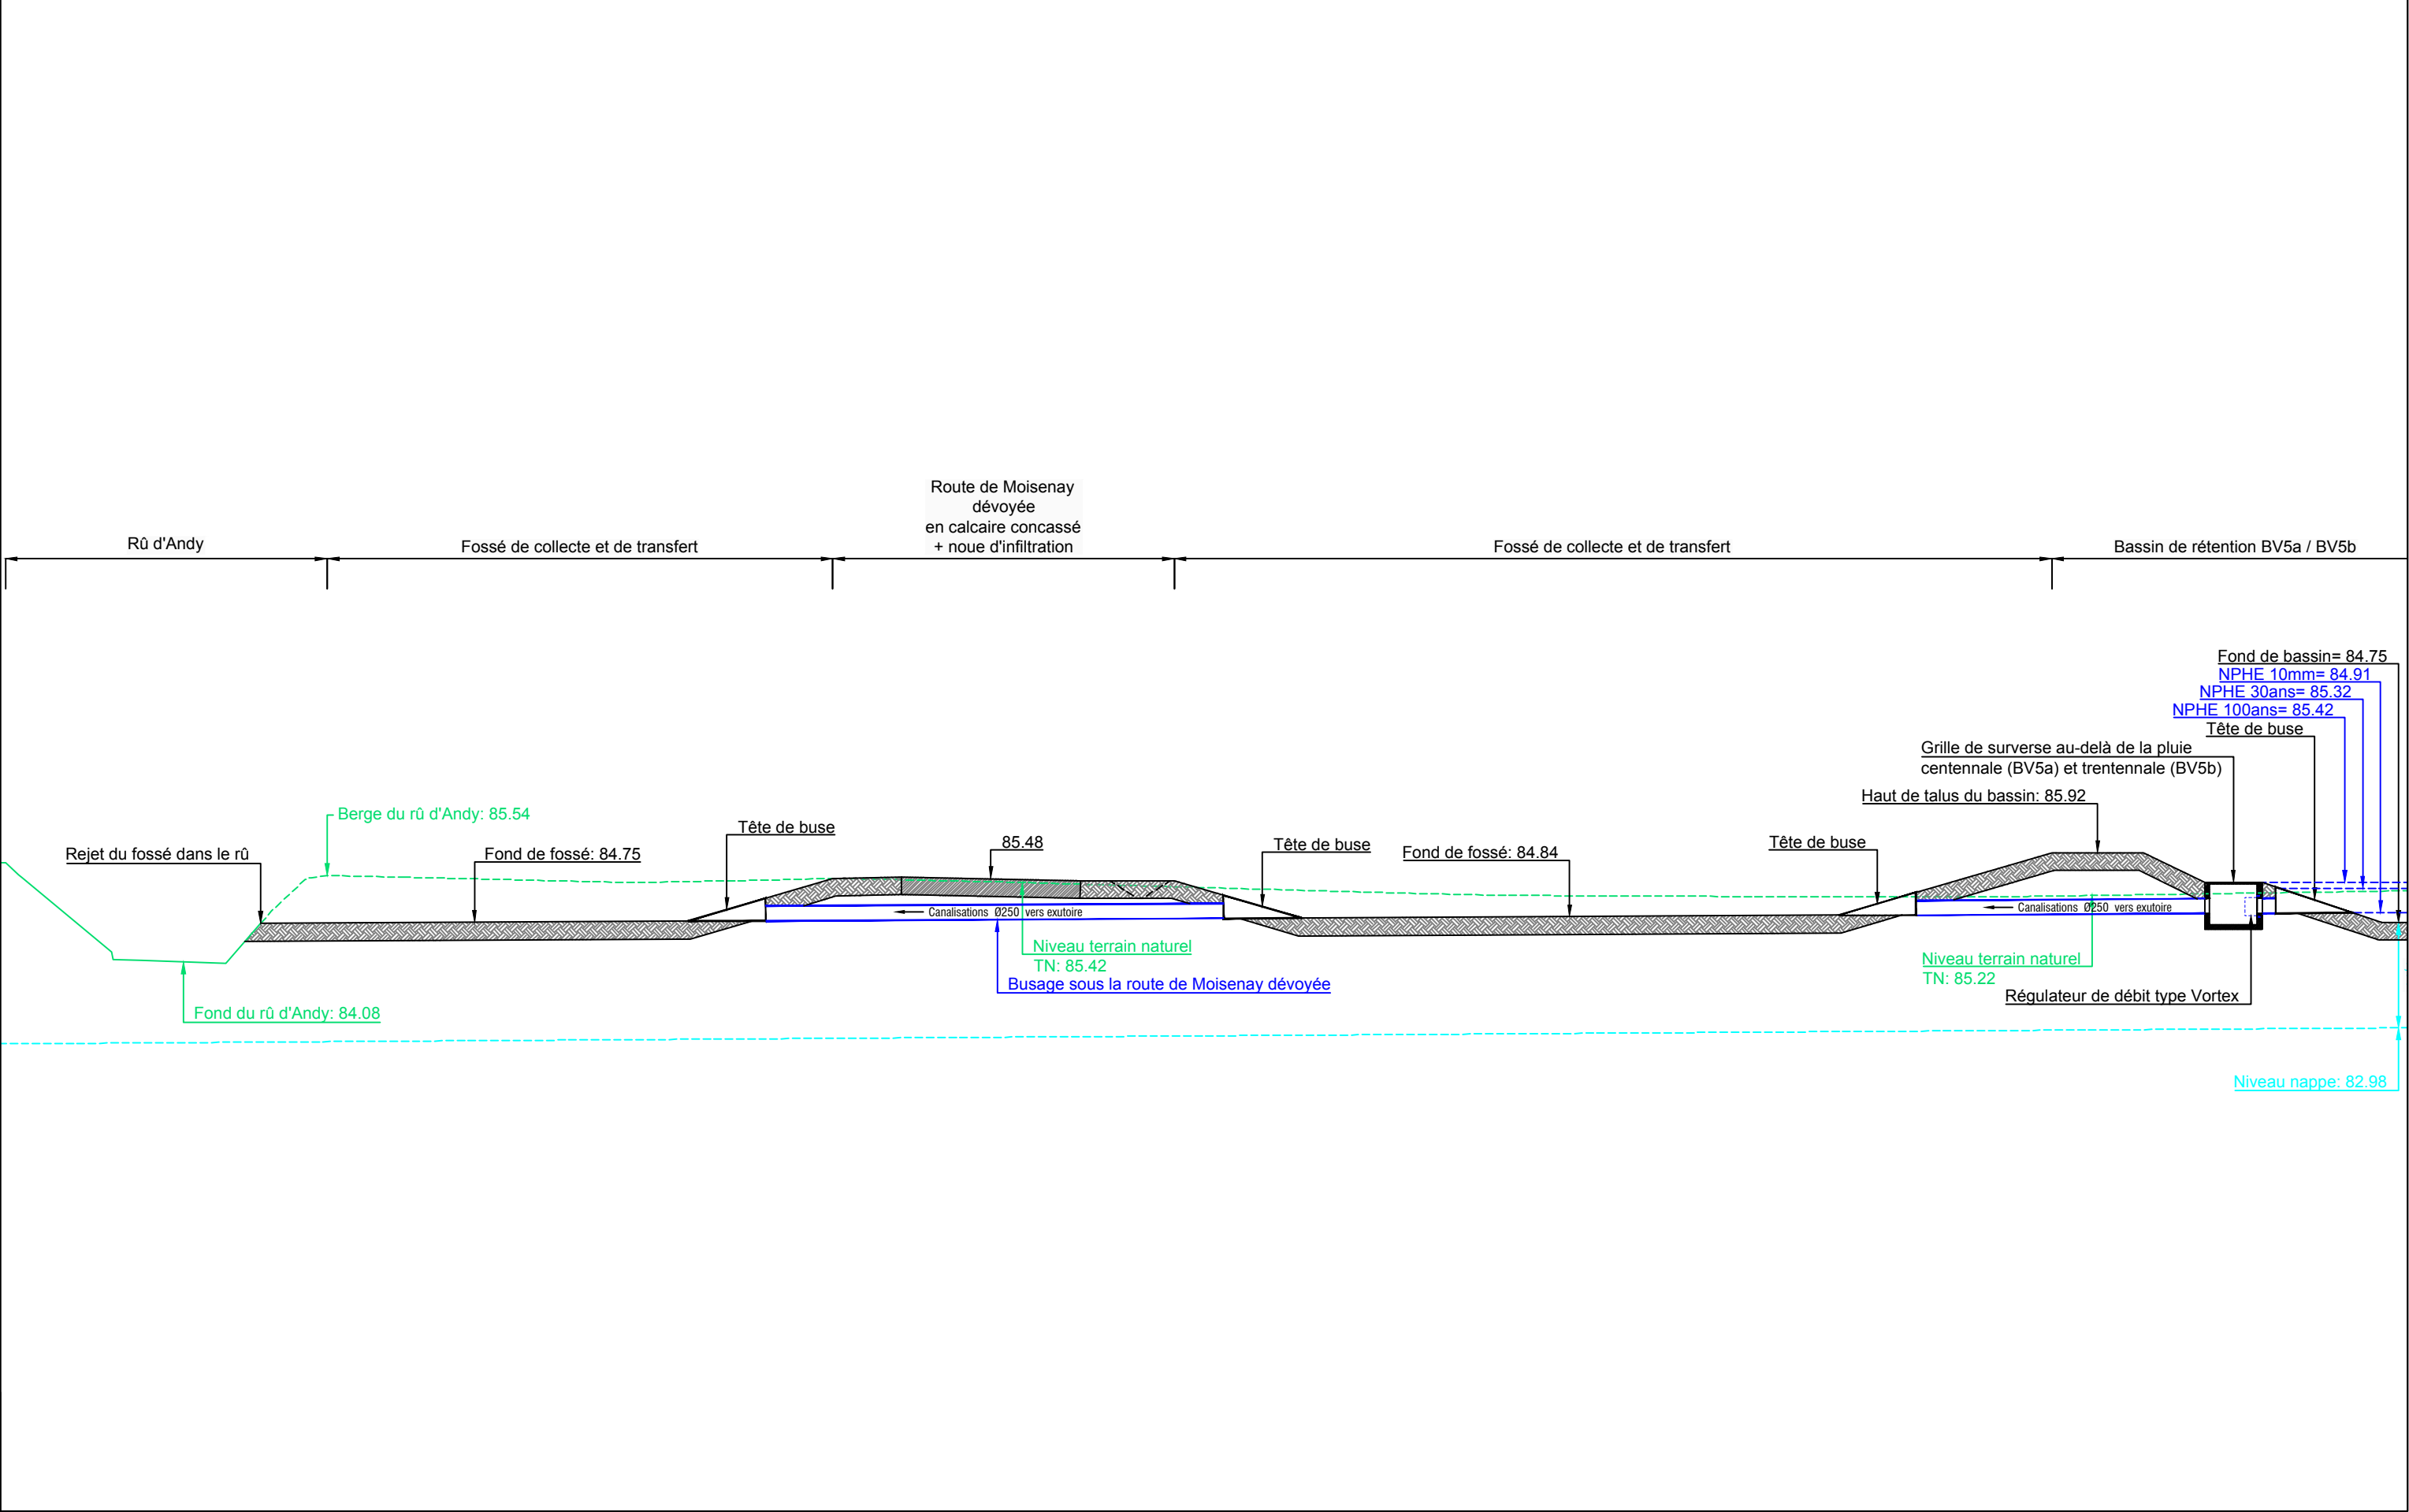 Route de Moisenay
dévoyée
en calcaire concassé
+ noue d'infiltration
Rû d'Andy
Fossé de collecte et de transfert
Fossé de collecte et de transfert
Bassin de rétention BV5a / BV5b
Fond de bassin= 84.75
NPHE 10mm= 84.91
NPHE 30ans= 85.32
NPHE 100ans= 85.42
Tête de buse
Grille de surverse au-delà de la pluie
centennale (BV5a) et trentennale (BV5b)
Haut de talus du bassin: 85.92
Berge du rû d'Andy: 85.54
Tête de buse
85.48
Tête de buse
Tête de buse
Rejet du fossé dans le rû
Fond de fossé: 84.75
Fond de fossé: 84.84
Canalisations Ø250 vers exutoire
Canalisations Ø250 vers exutoire
Niveau terrain naturel
TN: 85.42
Busage sous la route de Moisenay dévoyée
Niveau terrain naturel
TN: 85.22
Régulateur de débit type Vortex
Fond du rû d'Andy: 84.08
Niveau nappe: 82.98